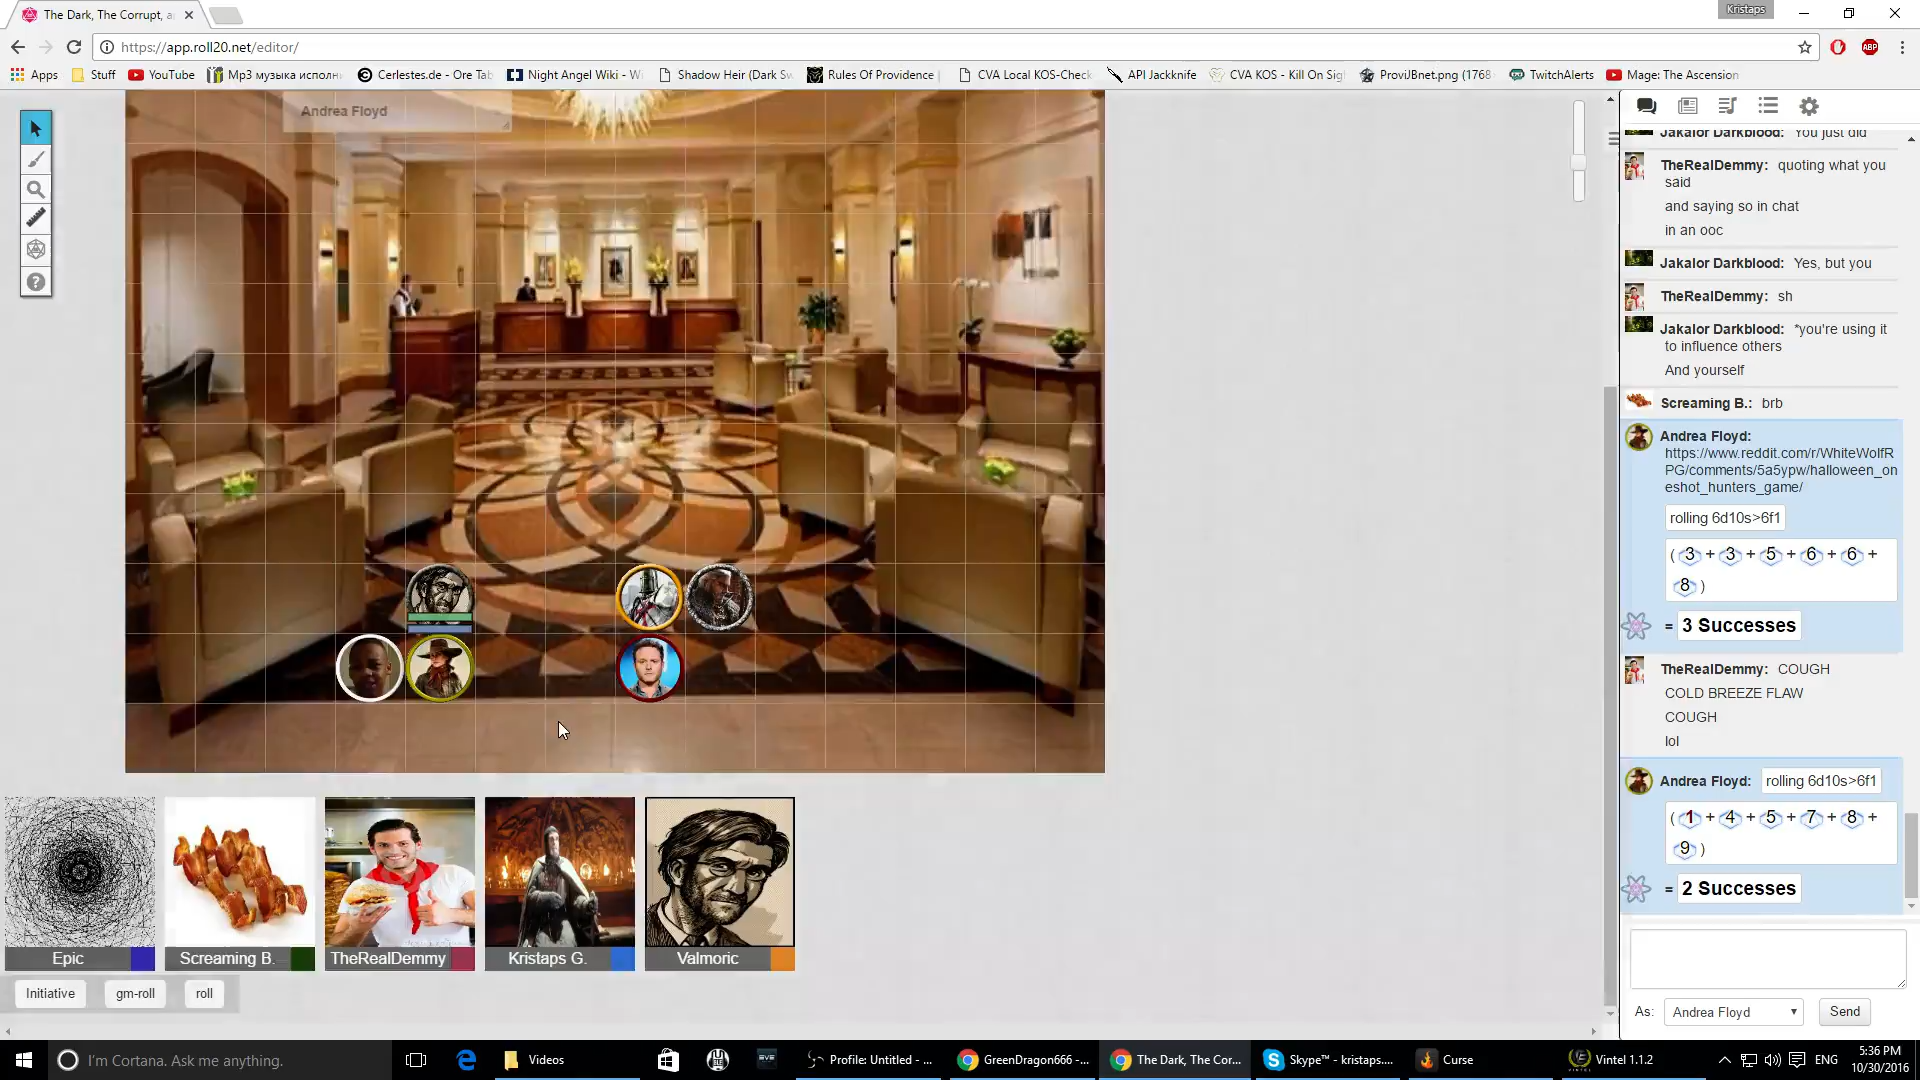 The Dark, The Corrupt, a
Kristaps
https://app.roll20.net/editor/
Apps
Stuff
YouTube
Mp3 музыка исполн
Cerlestes.de - Ore Tab
Night Angel Wiki - Wi
Shadow Heir (Dark Sw
Rules Of Providence
CVA Local KOS-Check
API Jackknife
CVA KOS - Kill On Sig
ProviJBnet.png (1768
TwitchAlerts
Mage: The Ascension
Andrea Floyd
Jakalor Darkblood: You just did
TheRealDemmy: quoting what you
said
and saying so in chat
in an ooc
Jakalor Darkblood: Yes, but you
TheRealDemmy: sh
Jakalor Darkblood: *you're using it
to influence others
And yourself
Screaming B.: brb
Andrea Floyd:
https://www.reddit.com/r/WhiteWolfR
PG/comments/5a5ypw/halloween_on
eshot_hunters_game/
rolling 6d10s>6f1
( 3 + 3 + 5 + 6 + 6 +
8 )
= 3 Successes
TheRealDemmy: COUGH
COLD BREEZE FLAW
COUGH
lol
Andrea Floyd: rolling 6d10s>6f1
( 1 + 4 + 5 + 7 + 8 +
9 )
= 2 Successes
Epic
Screaming B.
TheRealDemmy
Kristaps G.
Valmoric
Initiative
gm-roll
roll
As: Andrea Floyd
Send
I'm Cortana. Ask me anything.
Videos
Profile: Untitled - ...
GreenDragon666 -...
The Dark, The Cor...
Skype™ - kristaps....
Curse
Vintel 1.1.2
ENG
5:36 PM
10/30/2016